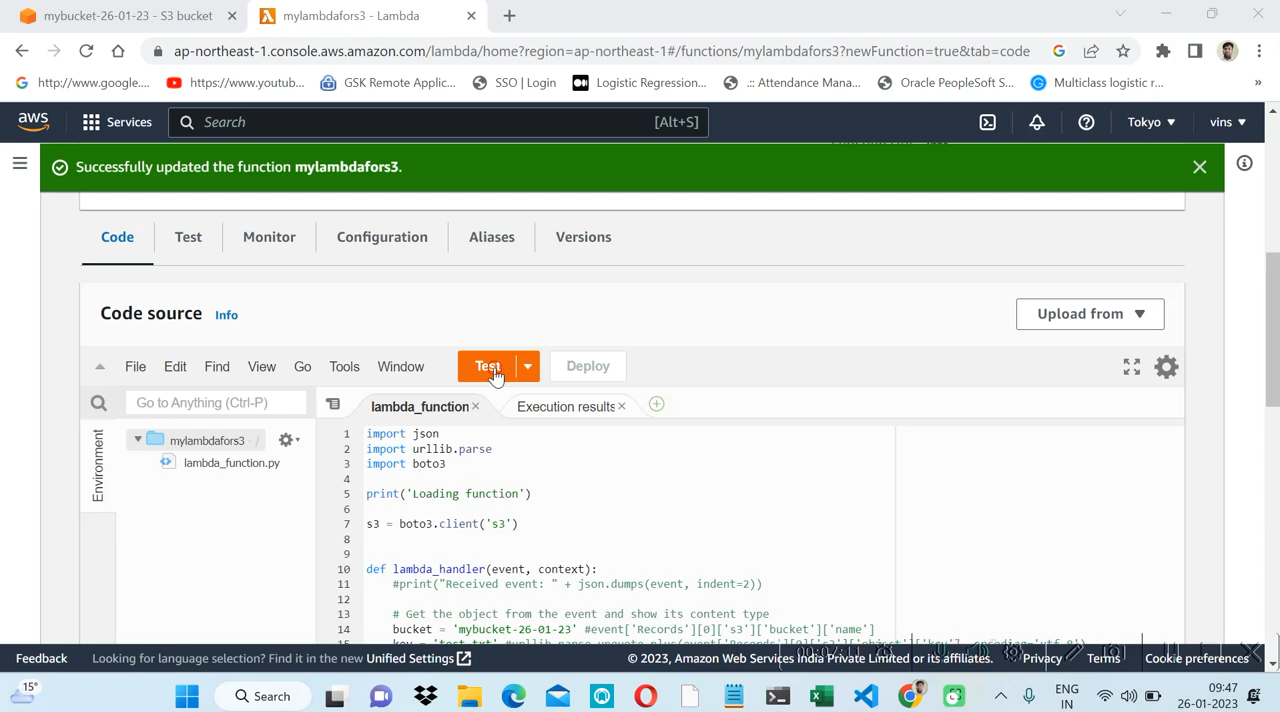 mybucket-26-01-23 - S3 bucket
mylambdafors3 - Lambda
ap-northeast-1.console.aws.amazon.com/lambda/home?region=ap-northeast-1#/functions/mylambdafors3?newFunction=true&tab=code
http://www.google.... https://www.youtub... GSK Remote Applic... SSO | Login Logistic Regression... .:: Attendance Mana... Oracle PeopleSoft S... Multiclass logistic r... »
aws Services Search [Alt+S] Tokyo vins
Successfully updated the function mylambdafors3.
Code Test Monitor Configuration Aliases Versions
Code source Info Upload from
File Edit Find View Go Tools Window Test Deploy
Go to Anything (Ctrl-P) lambda_function Execution results
Environment
mylambdafors3 - /
lambda_function.py
1 import json
2 import urllib.parse
3 import boto3
4
5 print('Loading function')
6
7 s3 = boto3.client('s3')
8
9
10 def lambda_handler(event, context):
11 #print("Received event: " + json.dumps(event, indent=2))
12
13 # Get the object from the event and show its content type
14 bucket = 'mybucket-26-01-23' #event['Records'][0]['s3']['bucket']['name']
Feedback Looking for language selection? Find it in the new Unified Settings © 2023, Amazon Web Services India Private Limited or its affiliates. Privacy Terms Cookie preferences
15° Search ENG IN 09:47 26-01-2023